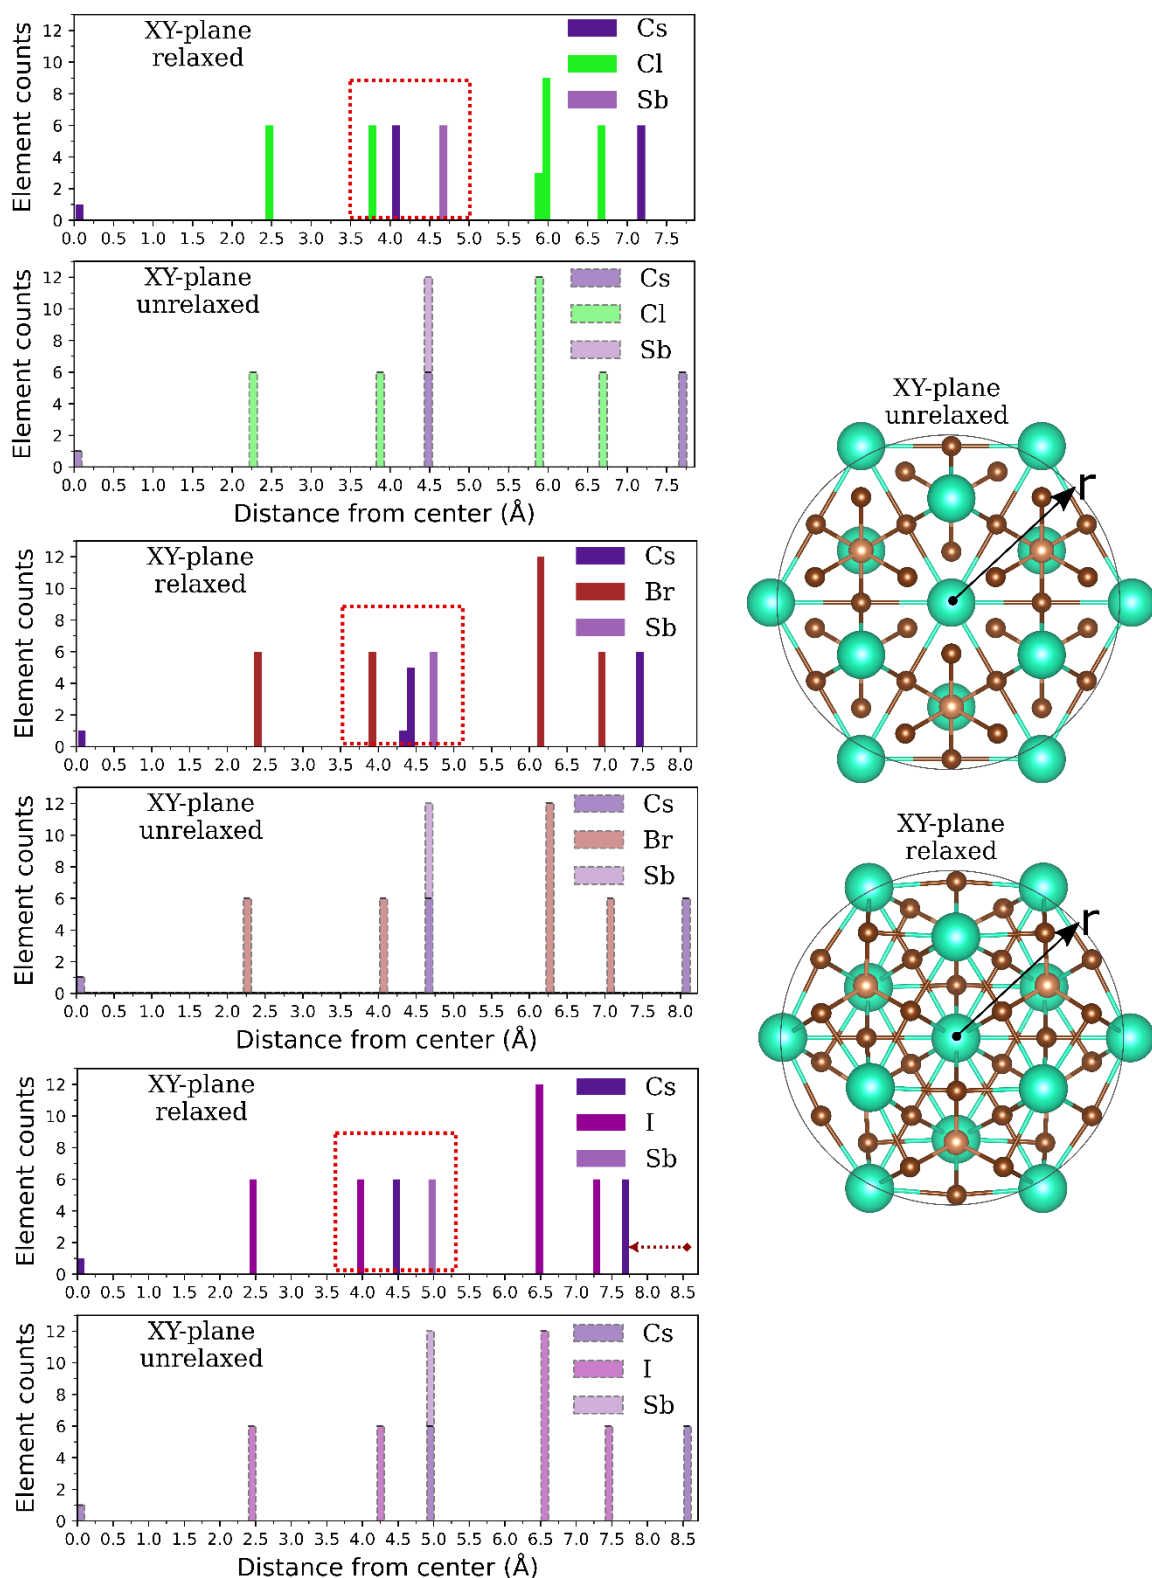 XY-plane
relaxed
Cs
Cl
Sb
Element counts
12
10
8
6
4
2
0
0.0 0.5 1.0 1.5 2.0 2.5 3.0 3.5 4.0 4.5 5.0 5.5 6.0 6.5 7.0 7.5
XY-plane
unrelaxed
Cs
Cl
Sb
Element counts
12
10
8
6
4
2
0
0.0 0.5 1.0 1.5 2.0 2.5 3.0 3.5 4.0 4.5 5.0 5.5 6.0 6.5 7.0 7.5
Distance from center (Å)
XY-plane
relaxed
Cs
Br
Sb
Element counts
12
10
8
6
4
2
0
0.0 0.5 1.0 1.5 2.0 2.5 3.0 3.5 4.0 4.5 5.0 5.5 6.0 6.5 7.0 7.5 8.0
XY-plane
unrelaxed
Cs
Br
Sb
Element counts
12
10
8
6
4
2
0
0.0 0.5 1.0 1.5 2.0 2.5 3.0 3.5 4.0 4.5 5.0 5.5 6.0 6.5 7.0 7.5 8.0
Distance from center (Å)
XY-plane
relaxed
Cs
I
Sb
Element counts
12
10
8
6
4
2
0
0.0 0.5 1.0 1.5 2.0 2.5 3.0 3.5 4.0 4.5 5.0 5.5 6.0 6.5 7.0 7.5 8.0 8.5
XY-plane
unrelaxed
Cs
I
Sb
Element counts
12
10
8
6
4
2
0
0.0 0.5 1.0 1.5 2.0 2.5 3.0 3.5 4.0 4.5 5.0 5.5 6.0 6.5 7.0 7.5 8.0 8.5
Distance from center (Å)
XY-plane
unrelaxed
r
XY-plane
relaxed
r